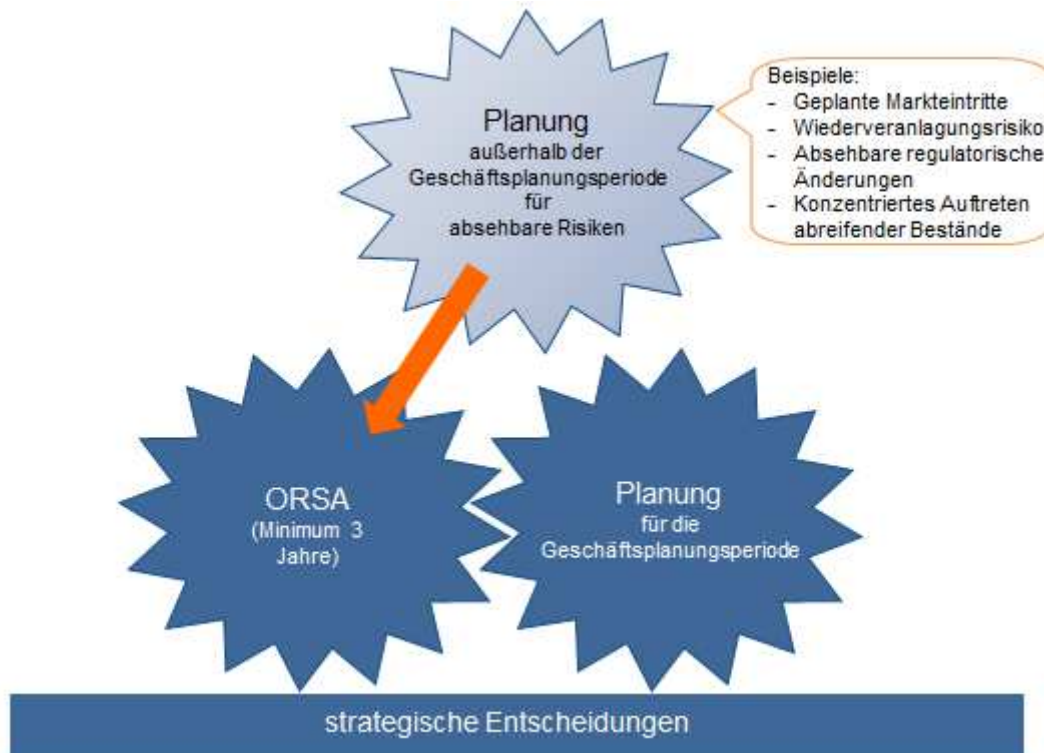 Planung
außerhalb der
Geschäftsplanungsperiode
für
absehbare Risiken
Beispiele:
- Geplante Markteintritte
- Wiederveranlagungsrisiko
- Absehbare regulatorische
Änderungen
- Konzentriertes Auftreten
abreifender Bestände
ORSA
(Minimum 3
Jahre)
Planung
für die
Geschäftsplanungsperiode
strategische Entscheidungen